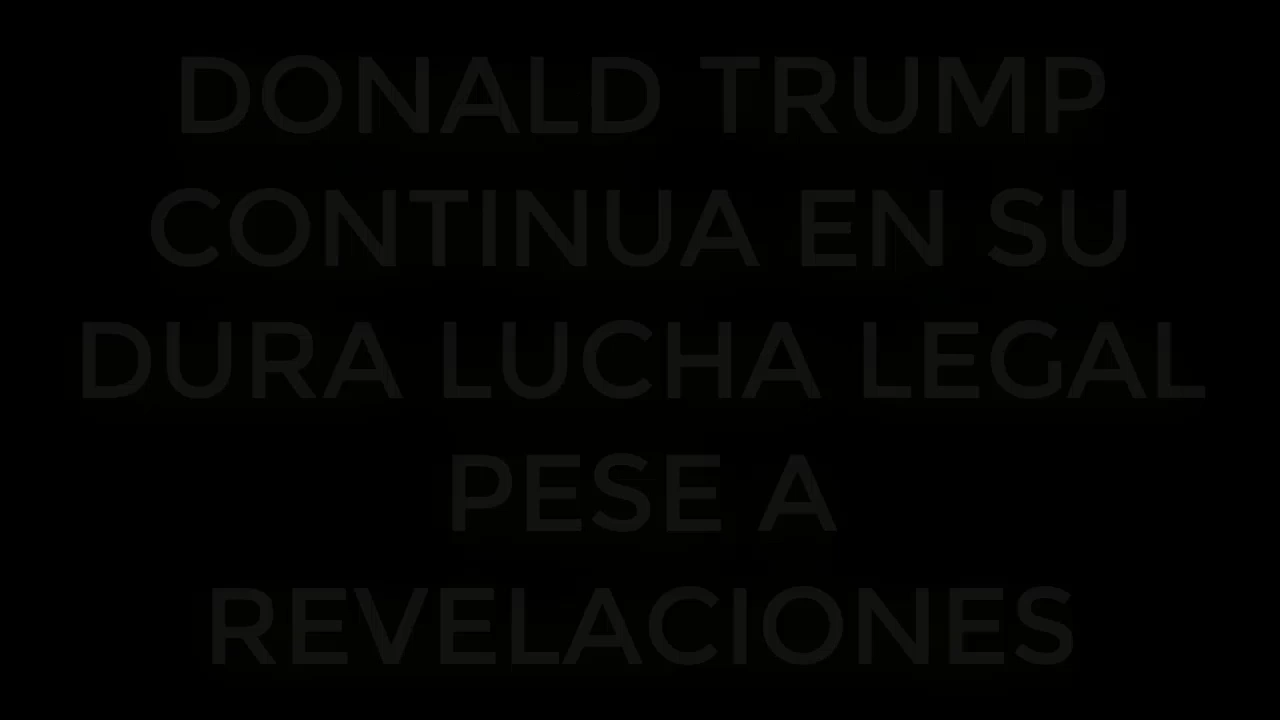 DONALD TRUMP
CONTINUA EN SU
DURA LUCHA LEGAL
PESE A
REVELACIONES